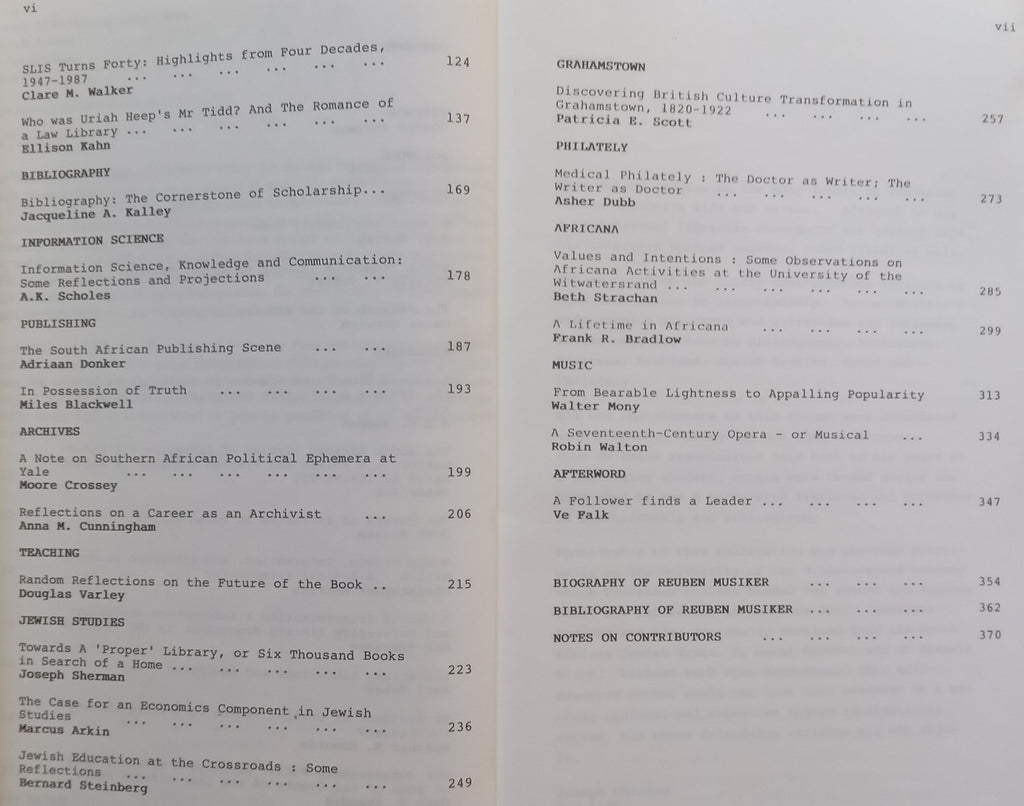 vi
SLIS Turns Forty: Highlights from Four Decades,
1947-1987 ... ... ... ... ... ... 124
Clare M. Walker
Who was Uriah Heep's Mr Tidd? And The Romance of
a Law Library ... ... ... ... ... ... 137
Ellison Kahn
BIBLIOGRAPHY
Bibliography: The Cornerstone of Scholarship... 169
Jacqueline A. Kalley
INFORMATION SCIENCE
Information Science, Knowledge and Communication:
Some Reflections and Projections ... ... 178
A.K. Scholes
PUBLISHING
The South African Publishing Scene ... ... 187
Adriaan Donker
In Possession of Truth ... ... ... ... 193
Miles Blackwell
ARCHIVES
A Note on Southern African Political Ephemera at
Yale ... ... ... ... ... ... 199
Moore Crossey
Reflections on a Career as an Archivist ... 206
Anna M. Cunningham
TEACHING
Random Reflections on the Future of the Book .. 215
Douglas Varley
JEWISH STUDIES
Towards A 'Proper' Library, or Six Thousand Books
in Search of a Home ... ... ... ... ... 223
Joseph Sherman
The Case for an Economics Component in Jewish
Studies ... ... ... ... ... ... 236
Marcus Arkin
Jewish Education at the Crossroads : Some
Reflections ... ... ... ... ... ... 249
Bernard Steinberg
vii
GRAHAMSTOWN
Discovering British Culture Transformation in
Grahamstown, 1820-1922 ... ... ... ... 257
Patricia E. Scott
PHILATELY
Medical Philately : The Doctor as Writer; The
Writer as Doctor ... ... ... ... ... 273
Asher Dubb
AFRICANA
Values and Intentions : Some Observations on
Africana Activities at the University of the
Witwatersrand ... ... ... ... ... ... 285
Beth Strachan
A Lifetime in Africana ... ... ... ... 299
Frank R. Bradlow
MUSIC
From Bearable Lightness to Appalling Popularity 313
Walter Mony
A Seventeenth-Century Opera - or Musical ... 334
Robin Walton
AFTERWORD
A Follower finds a Leader ... ... ... ... 347
Ve Falk
BIOGRAPHY OF REUBEN MUSIKER ... ... ... 354
BIBLIOGRAPHY OF REUBEN MUSIKER ... ... ... 362
NOTES ON CONTRIBUTORS ... ... ... ... 370